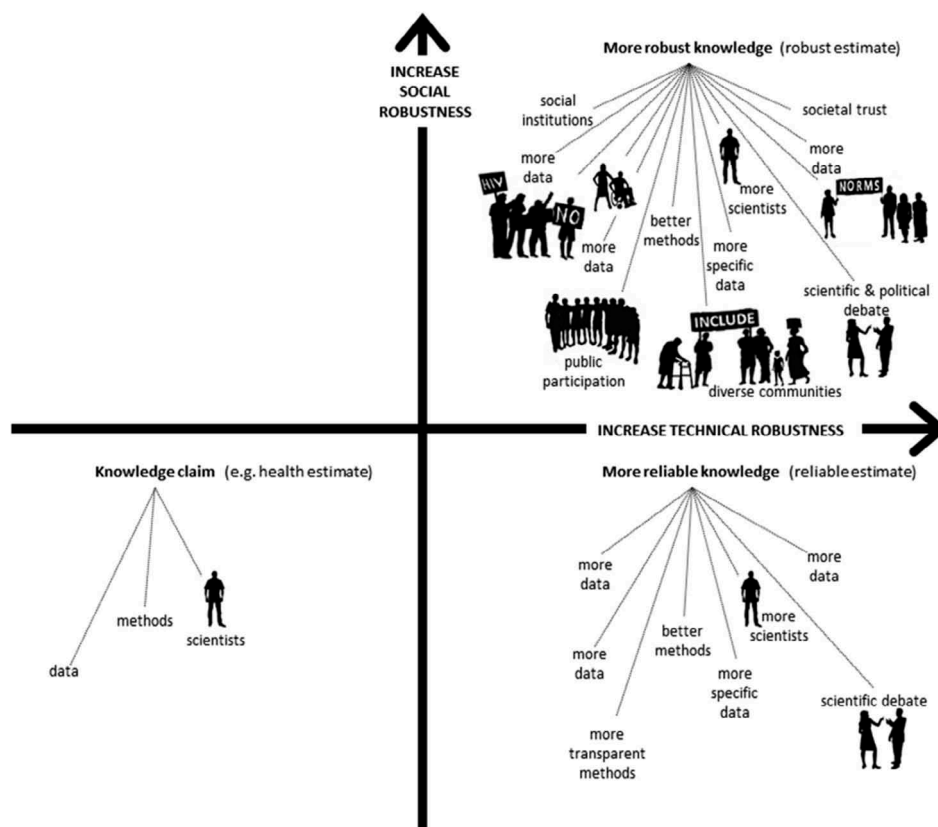 INCREASE
SOCIAL
ROBUSTNESS
More robust knowledge (robust estimate)
social
institutions
societal trust
more
data
HIV
NO
more
data
better
methods
more
specific
data
more
scientists
more
data
NORMS
scientific & political
debate
public
participation
INCLUDE
diverse communities
INCREASE TECHNICAL ROBUSTNESS
Knowledge claim (e.g. health estimate)
data
methods
scientists
More reliable knowledge (reliable estimate)
more
data
more
data
more
transparent
methods
better
methods
more
specific
data
more
scientists
more
data
scientific debate